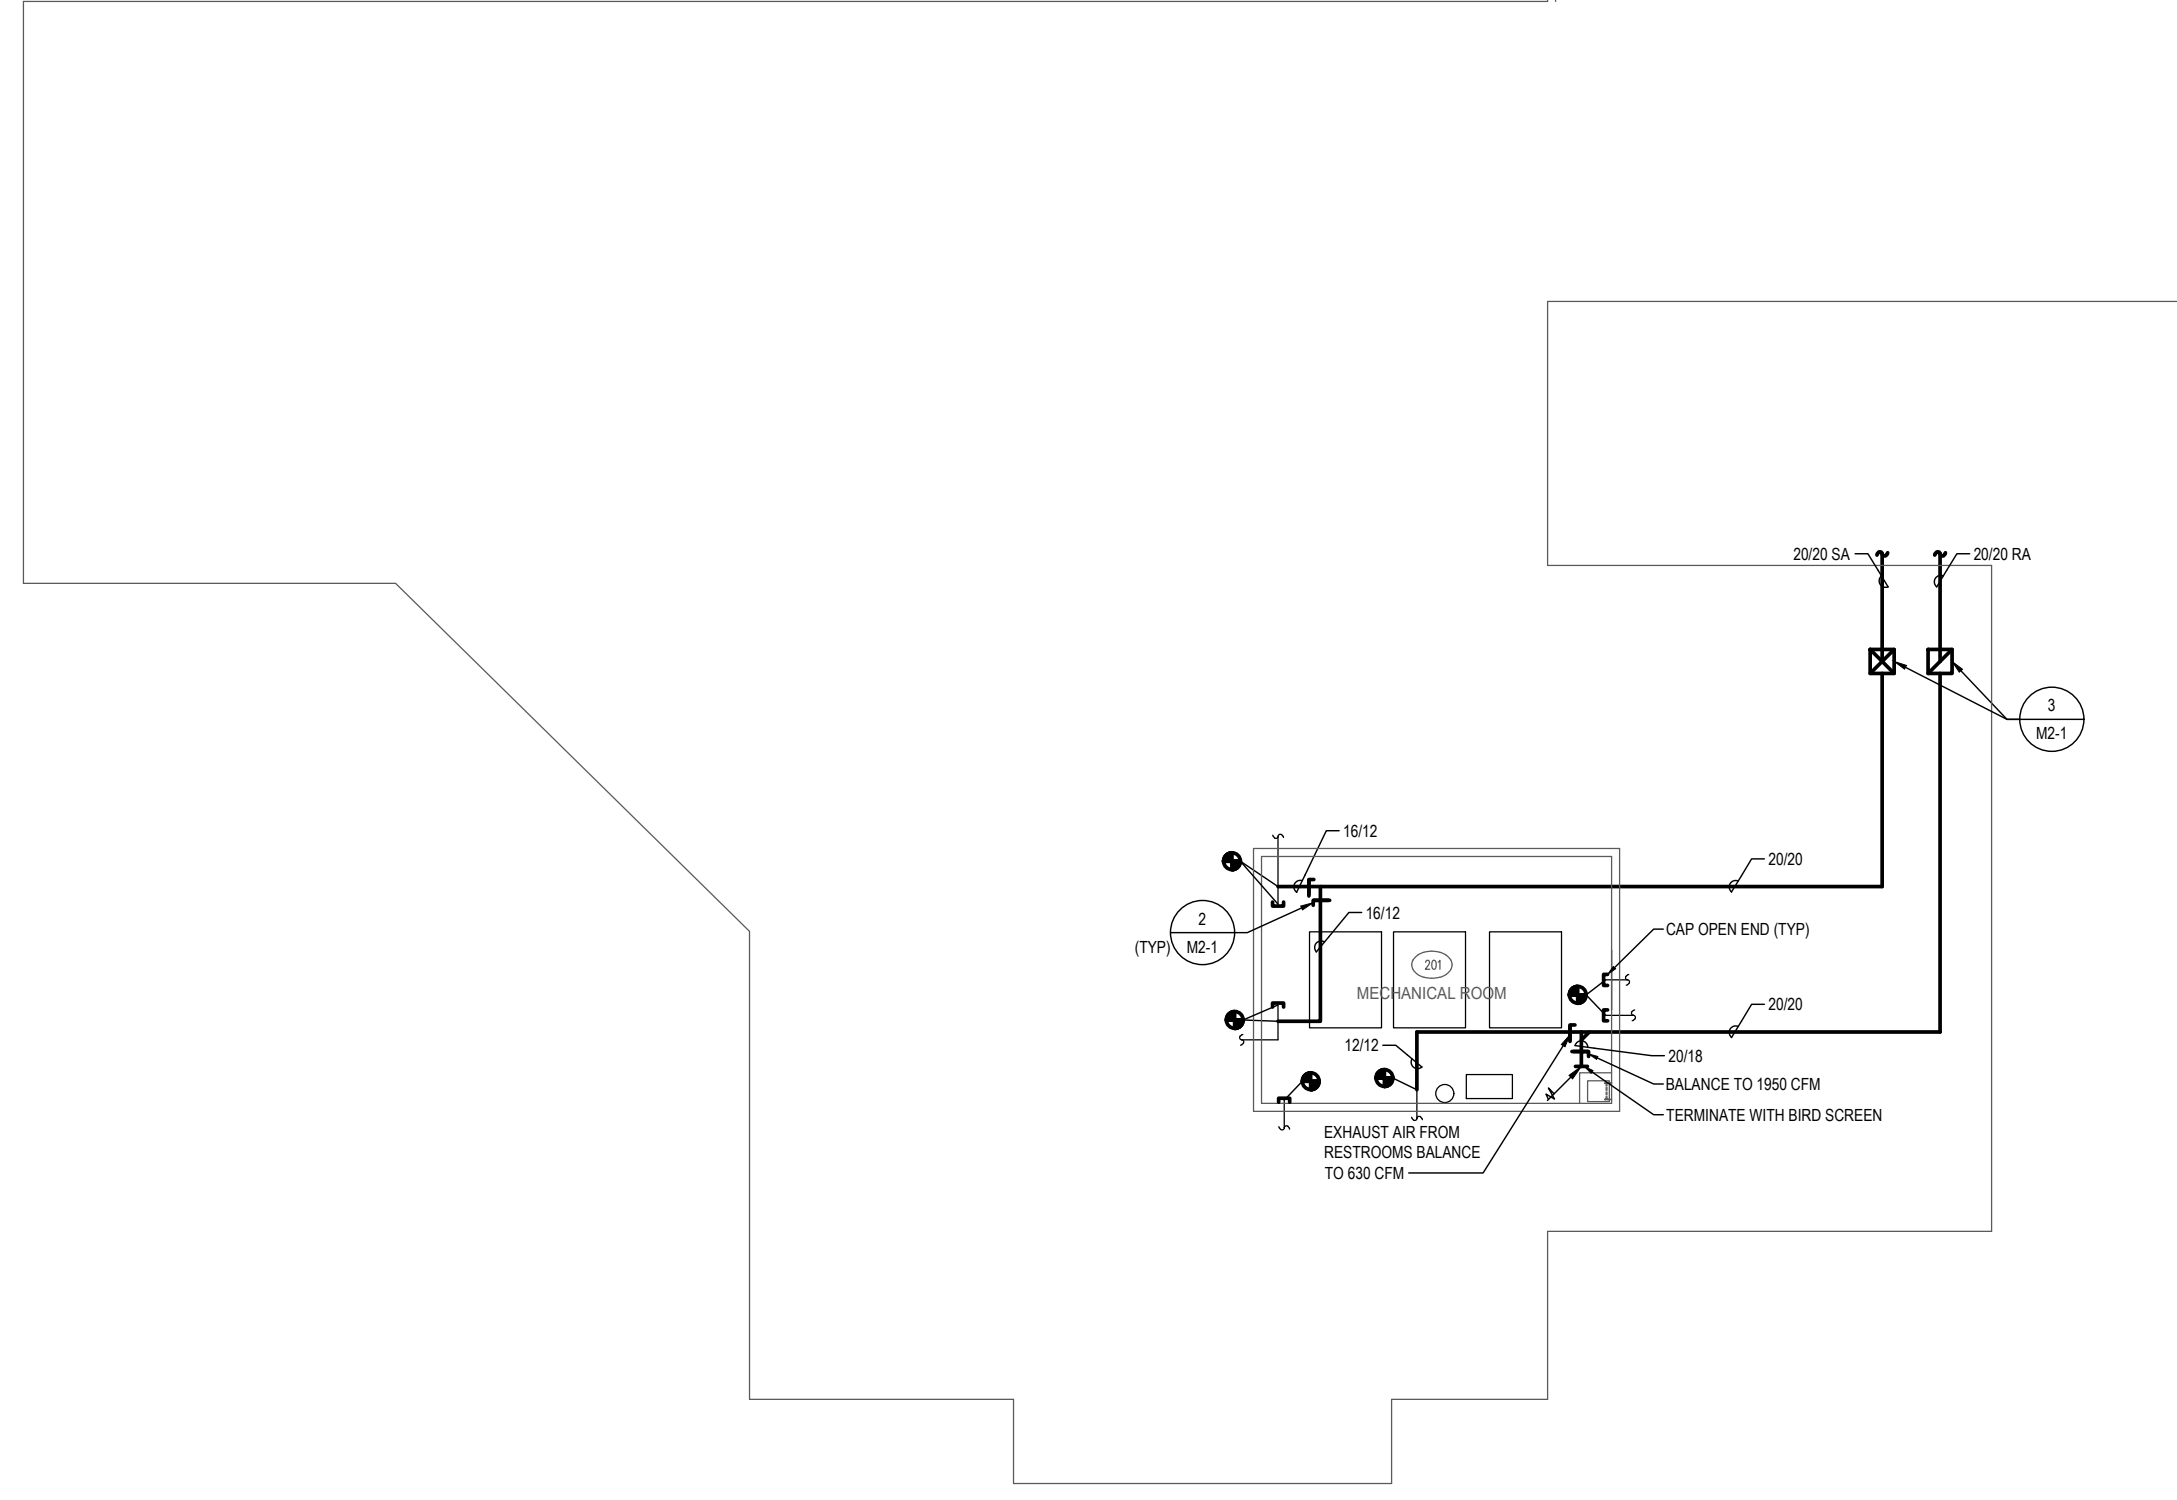 20/20 SA
20/20 RA
3
M2-1
16/12
20/20
2
(TYP) M2-1
16/12
CAP OPEN END (TYP)
201
MECHANICAL ROOM
20/20
12/12
20/18
BALANCE TO 1950 CFM
TERMINATE WITH BIRD SCREEN
EXHAUST AIR FROM
RESTROOMS BALANCE
TO 630 CFM